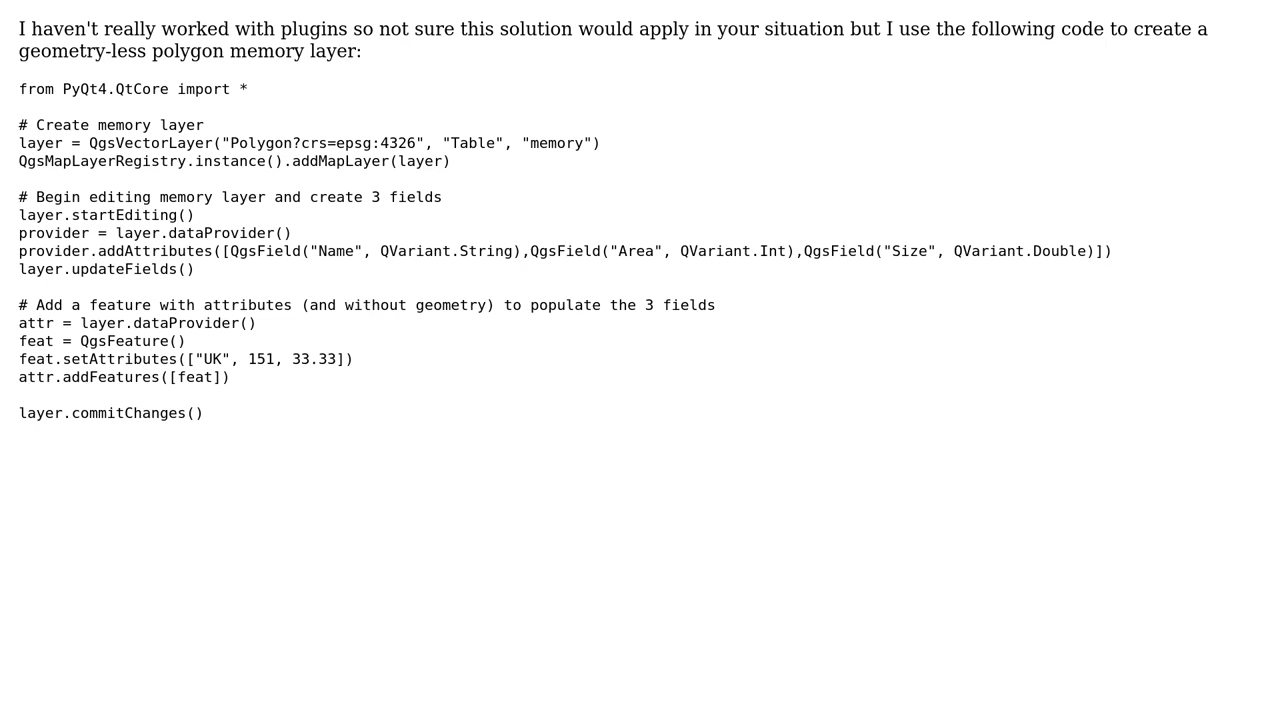 I haven't really worked with plugins so not sure this solution would apply in your situation but I use the following code to create a
geometry-less polygon memory layer:
from PyQt4.QtCore import *
# Create memory layer
layer = QgsVectorLayer("Polygon?crs=epsg:4326", "Table", "memory")
QgsMapLayerRegistry.instance().addMapLayer(layer)
# Begin editing memory layer and create 3 fields
layer.startEditing()
provider = layer.dataProvider()
provider.addAttributes([QgsField("Name", QVariant.String),QgsField("Area", QVariant.Int),QgsField("Size", QVariant.Double)])
layer.updateFields()
# Add a feature with attributes (and without geometry) to populate the 3 fields
attr = layer.dataProvider()
feat = QgsFeature()
feat.setAttributes(["UK", 151, 33.33])
attr.addFeatures([feat])
layer.commitChanges()